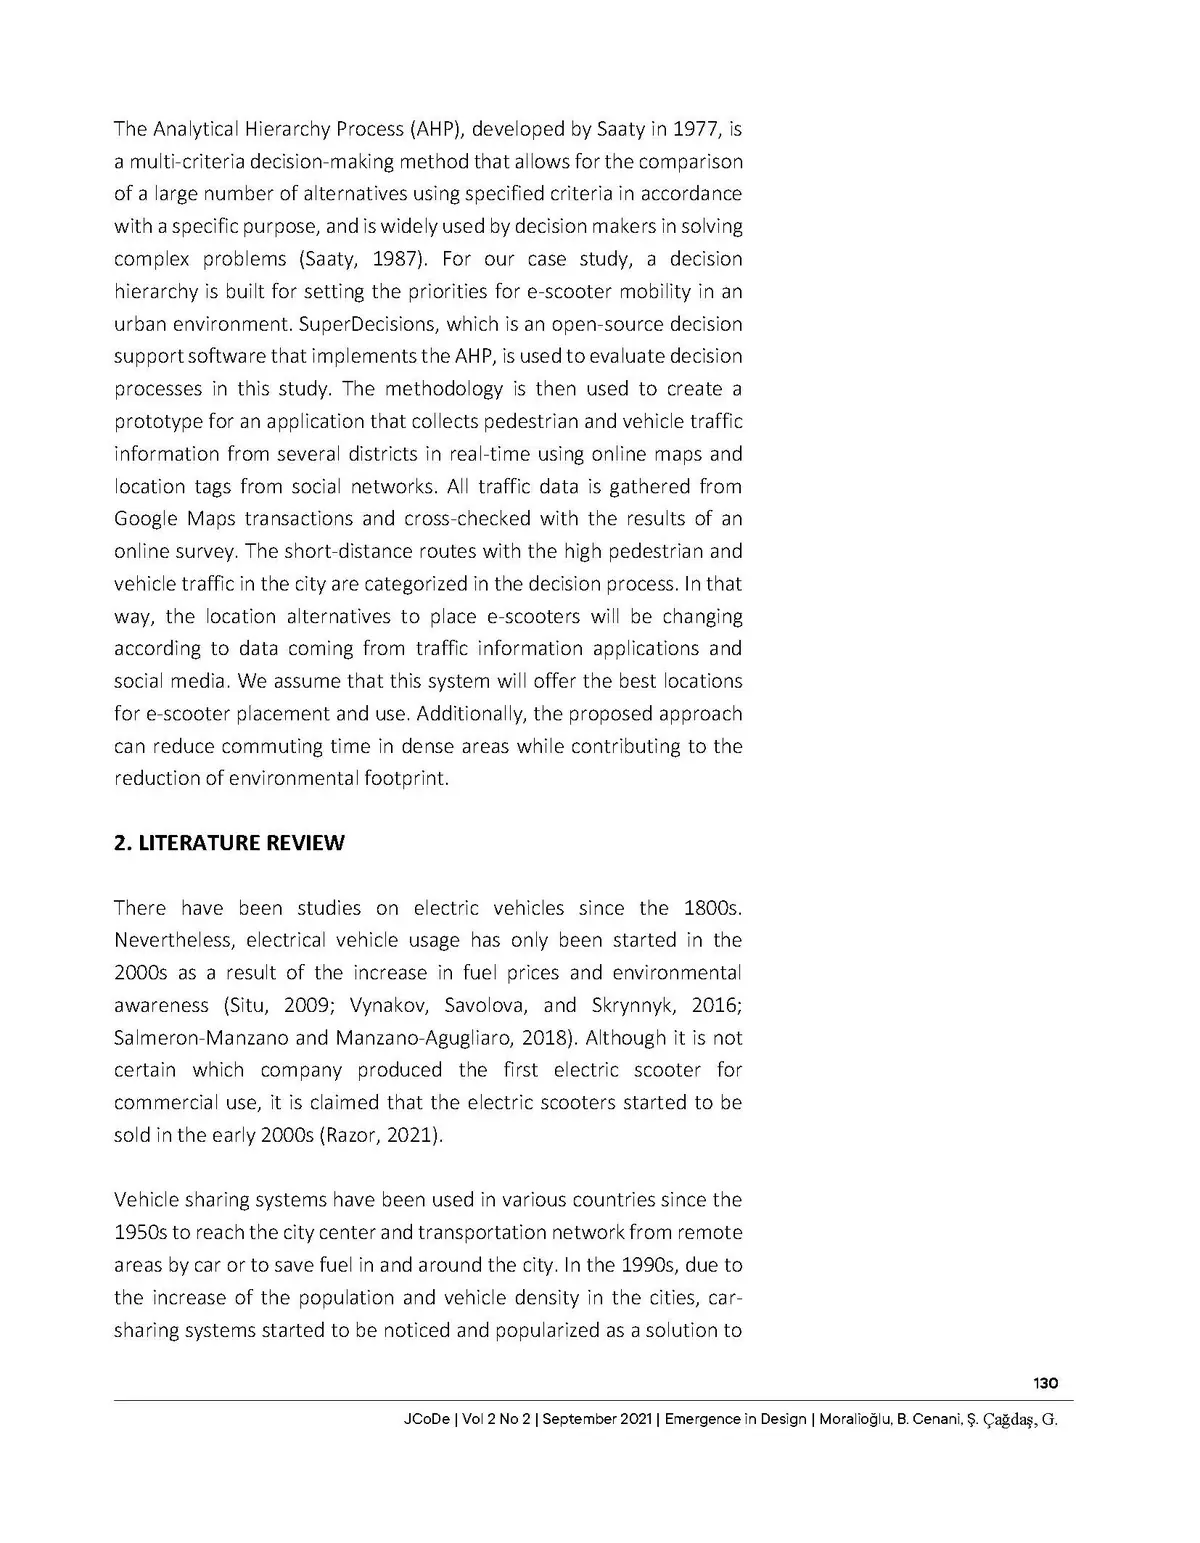 The Analytical Hierarchy Process (AHP), developed by Saaty in 1977, is
a multi-criteria decision-making method that allows for the comparison
of a large number of alternatives using specified criteria in accordance
with a specific purpose, and is widely used by decision makers in solving
complex problems (Saaty, 1987). For our case study, a decision
hierarchy is built for setting the priorities for e-scooter mobility in an
urban environment. SuperDecisions, which is an open-source decision
support software that implements the AHP, is used to evaluate decision
processes in this study. The methodology is then used to create a
prototype for an application that collects pedestrian and vehicle traffic
information from several districts in real-time using online maps and
location tags from social networks. All traffic data is gathered from
Google Maps transactions and cross-checked with the results of an
online survey. The short-distance routes with the high pedestrian and
vehicle traffic in the city are categorized in the decision process. In that
way, the location alternatives to place e-scooters will be changing
according to data coming from traffic information applications and
social media. We assume that this system will offer the best locations
for e-scooter placement and use. Additionally, the proposed approach
can reduce commuting time in dense areas while contributing to the
reduction of environmental footprint.
2. LITERATURE REVIEW
There have been studies on electric vehicles since the 1800s.
Nevertheless, electrical vehicle usage has only been started in the
2000s as a result of the increase in fuel prices and environmental
awareness (Situ, 2009; Vynakov, Savolova, and Skrynnyk, 2016;
Salmeron-Manzano and Manzano-Agugliaro, 2018). Although it is not
certain which company produced the first electric scooter for
commercial use, it is claimed that the electric scooters started to be
sold in the early 2000s (Razor, 2021).
Vehicle sharing systems have been used in various countries since the
1950s to reach the city center and transportation network from remote
areas by car or to save fuel in and around the city. In the 1990s, due to
the increase of the population and vehicle density in the cities, car-
sharing systems started to be noticed and popularized as a solution to
130
JCoDe | Vol 2 No 2 | September 2021 | Emergence in Design | Moralioğlu, B. Cenani, Ş. Çağdaş, G.